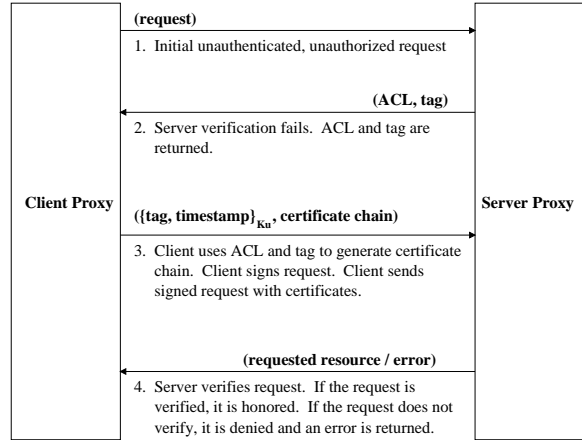 (request)
1. Initial unauthenticated, unauthorized request
(ACL, tag)
2. Server verification fails. ACL and tag are
returned.
Client Proxy
Server Proxy
({tag, timestamp}Ku, certificate chain)
3. Client uses ACL and tag to generate certificate
chain. Client signs request. Client sends
signed request with certificates.
(requested resource / error)
4. Server verifies request. If the request is
verified, it is honored. If the request does not
verify, it is denied and an error is returned.